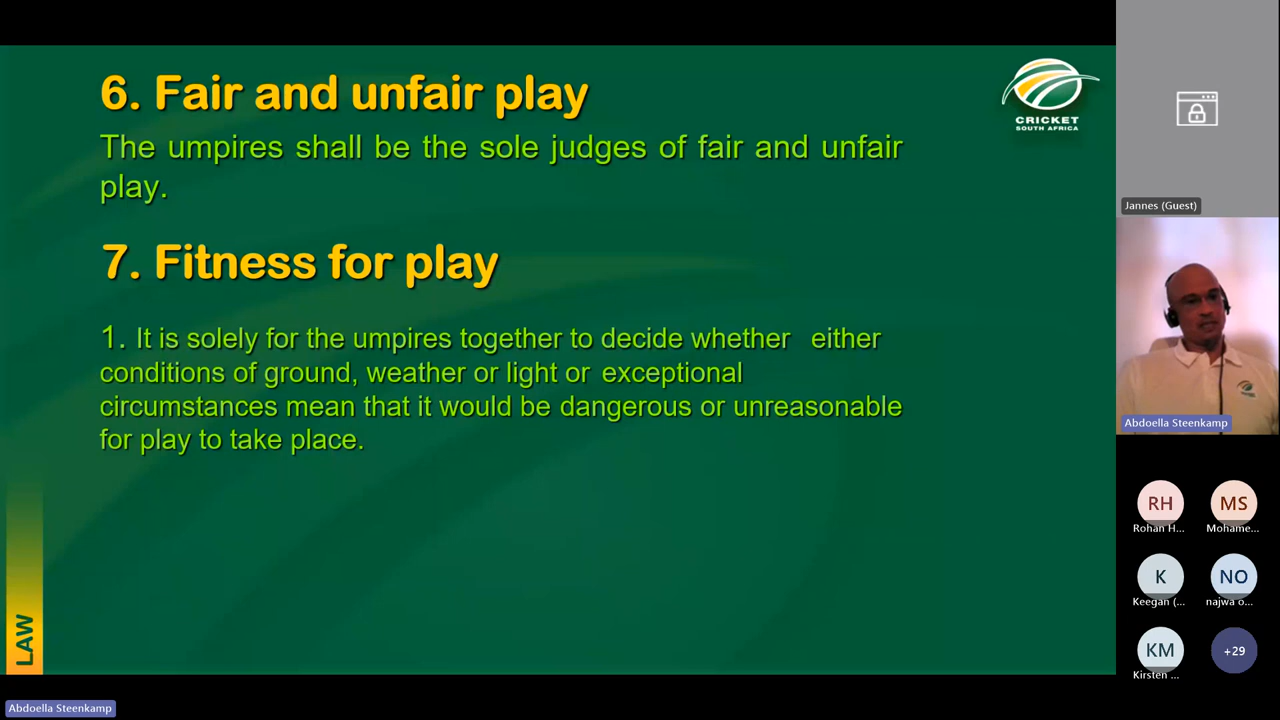 6. Fair and unfair play
The umpires shall be the sole judges of fair and unfair
play.
7. Fitness for play
1. It is solely for the umpires together to decide whether either
conditions of ground, weather or light or exceptional
circumstances mean that it would be dangerous or unreasonable
for play to take place.
LAW
CRICKET
SOUTH AFRICA
Jannes (Guest)
Abdoella Steenkamp
RH
Rohan H...
MS
Mohame...
K
Keegan (...
NO
najwa o...
KM
Kirsten ...
+29
Abdoella Steenkamp